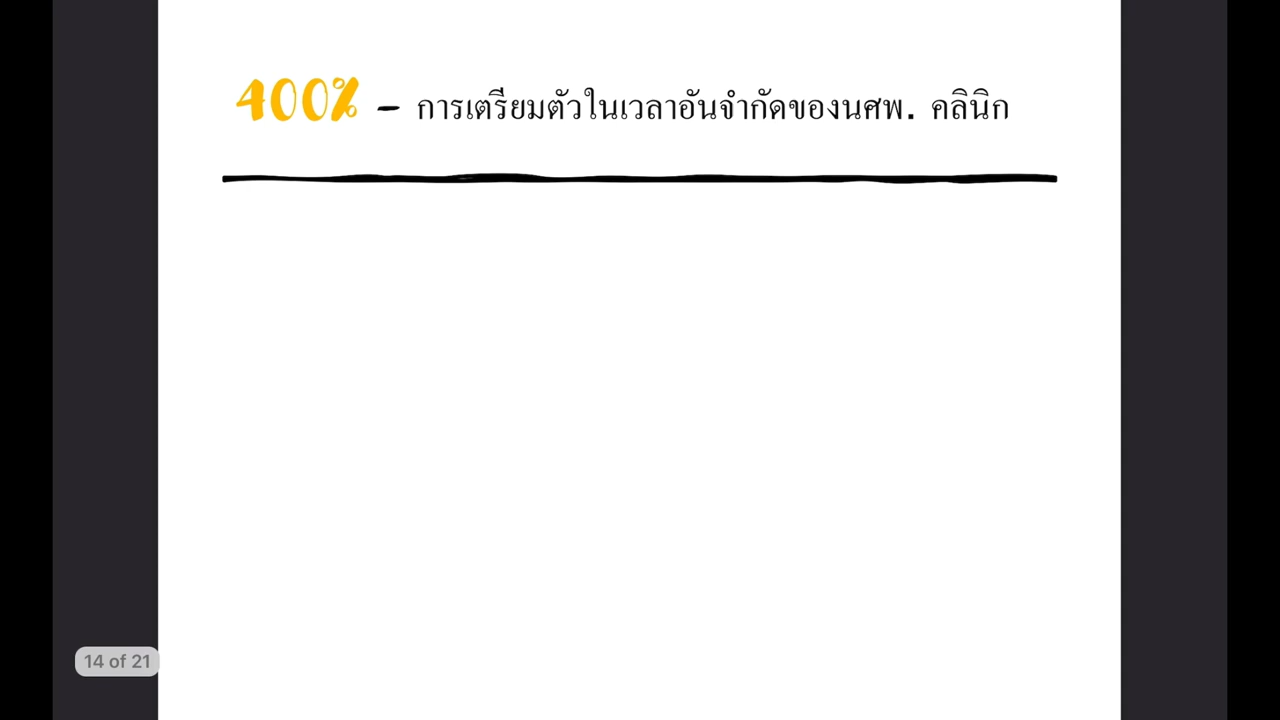 400% - การเตรียมตัวในเวลาอันจำกัดของนศพ. คลินิก
14 of 21